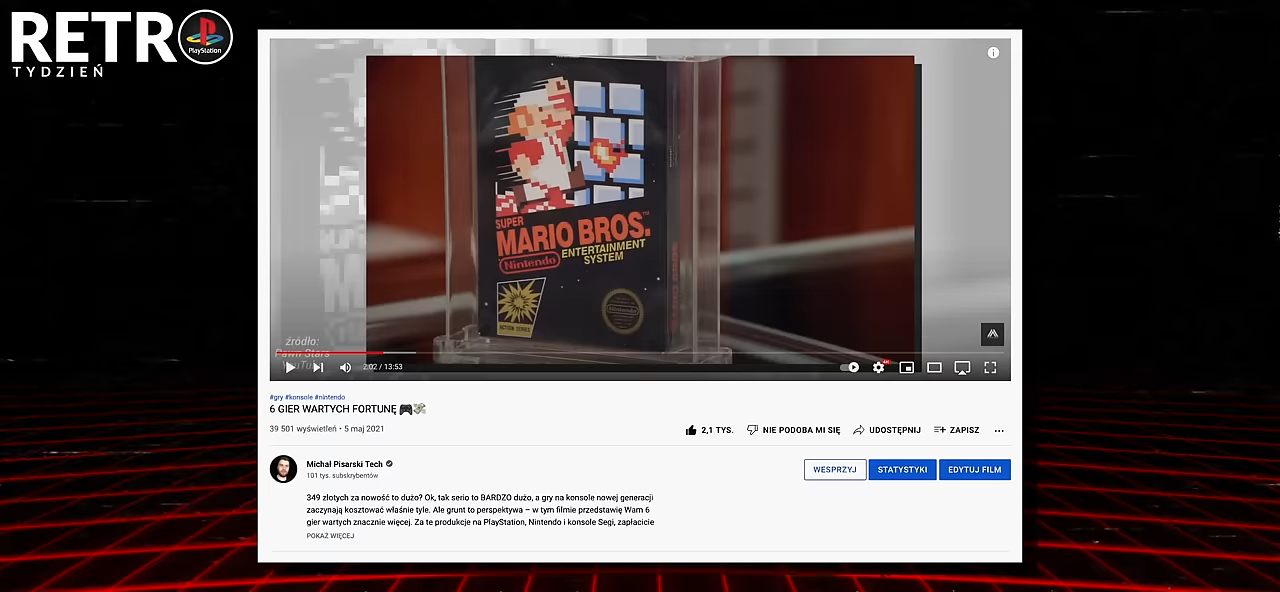 RETRO
PlayStation
TYDZIEŃ
SUPER
MARIO BROS.™
Nintendo
ENTERTAINMENT
SYSTEM
ACTION SERIES
źródło:
Pawn Stars
YouTube
2:02 / 13:53
4K
#gry #konsole #nintendo
6 GIER WARTYCH FORTUNĘ 🎮💸
39 501 wyświetleń • 5 maj 2021
2,1 TYS. NIE PODOBA MI SIĘ UDOSTĘPNIJ ZAPISZ ...
Michał Pisarski Tech
101 tys. subskrybentów
WESPRZYJ STATYSTYKI EDYTUJ FILM
349 złotych za nowość to dużo? Ok, tak serio to BARDZO dużo, a gry na konsole nowej generacji
zaczynają kosztować właśnie tyle. Ale grunt to perspektywa – w tym filmie przedstawię Wam 6
gier wartych znacznie więcej. Za te produkcje na PlayStation, Nintendo i konsole Segi, zapłacicie
POKAŻ WIĘCEJ